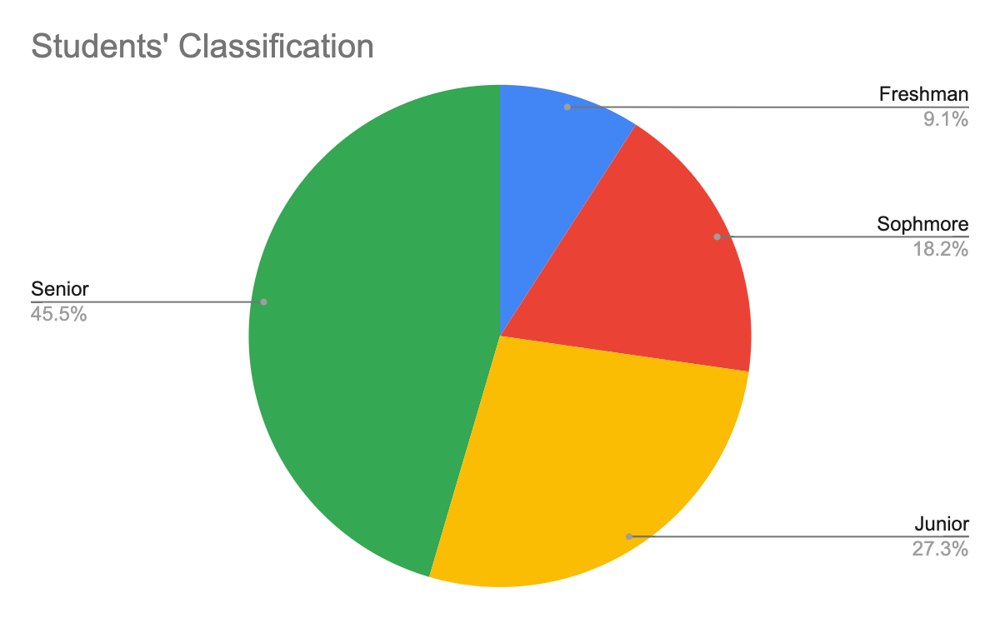 Students' Classification
Freshman
9.1%
Sophmore
18.2%
Senior
45.5%
Junior
27.3%